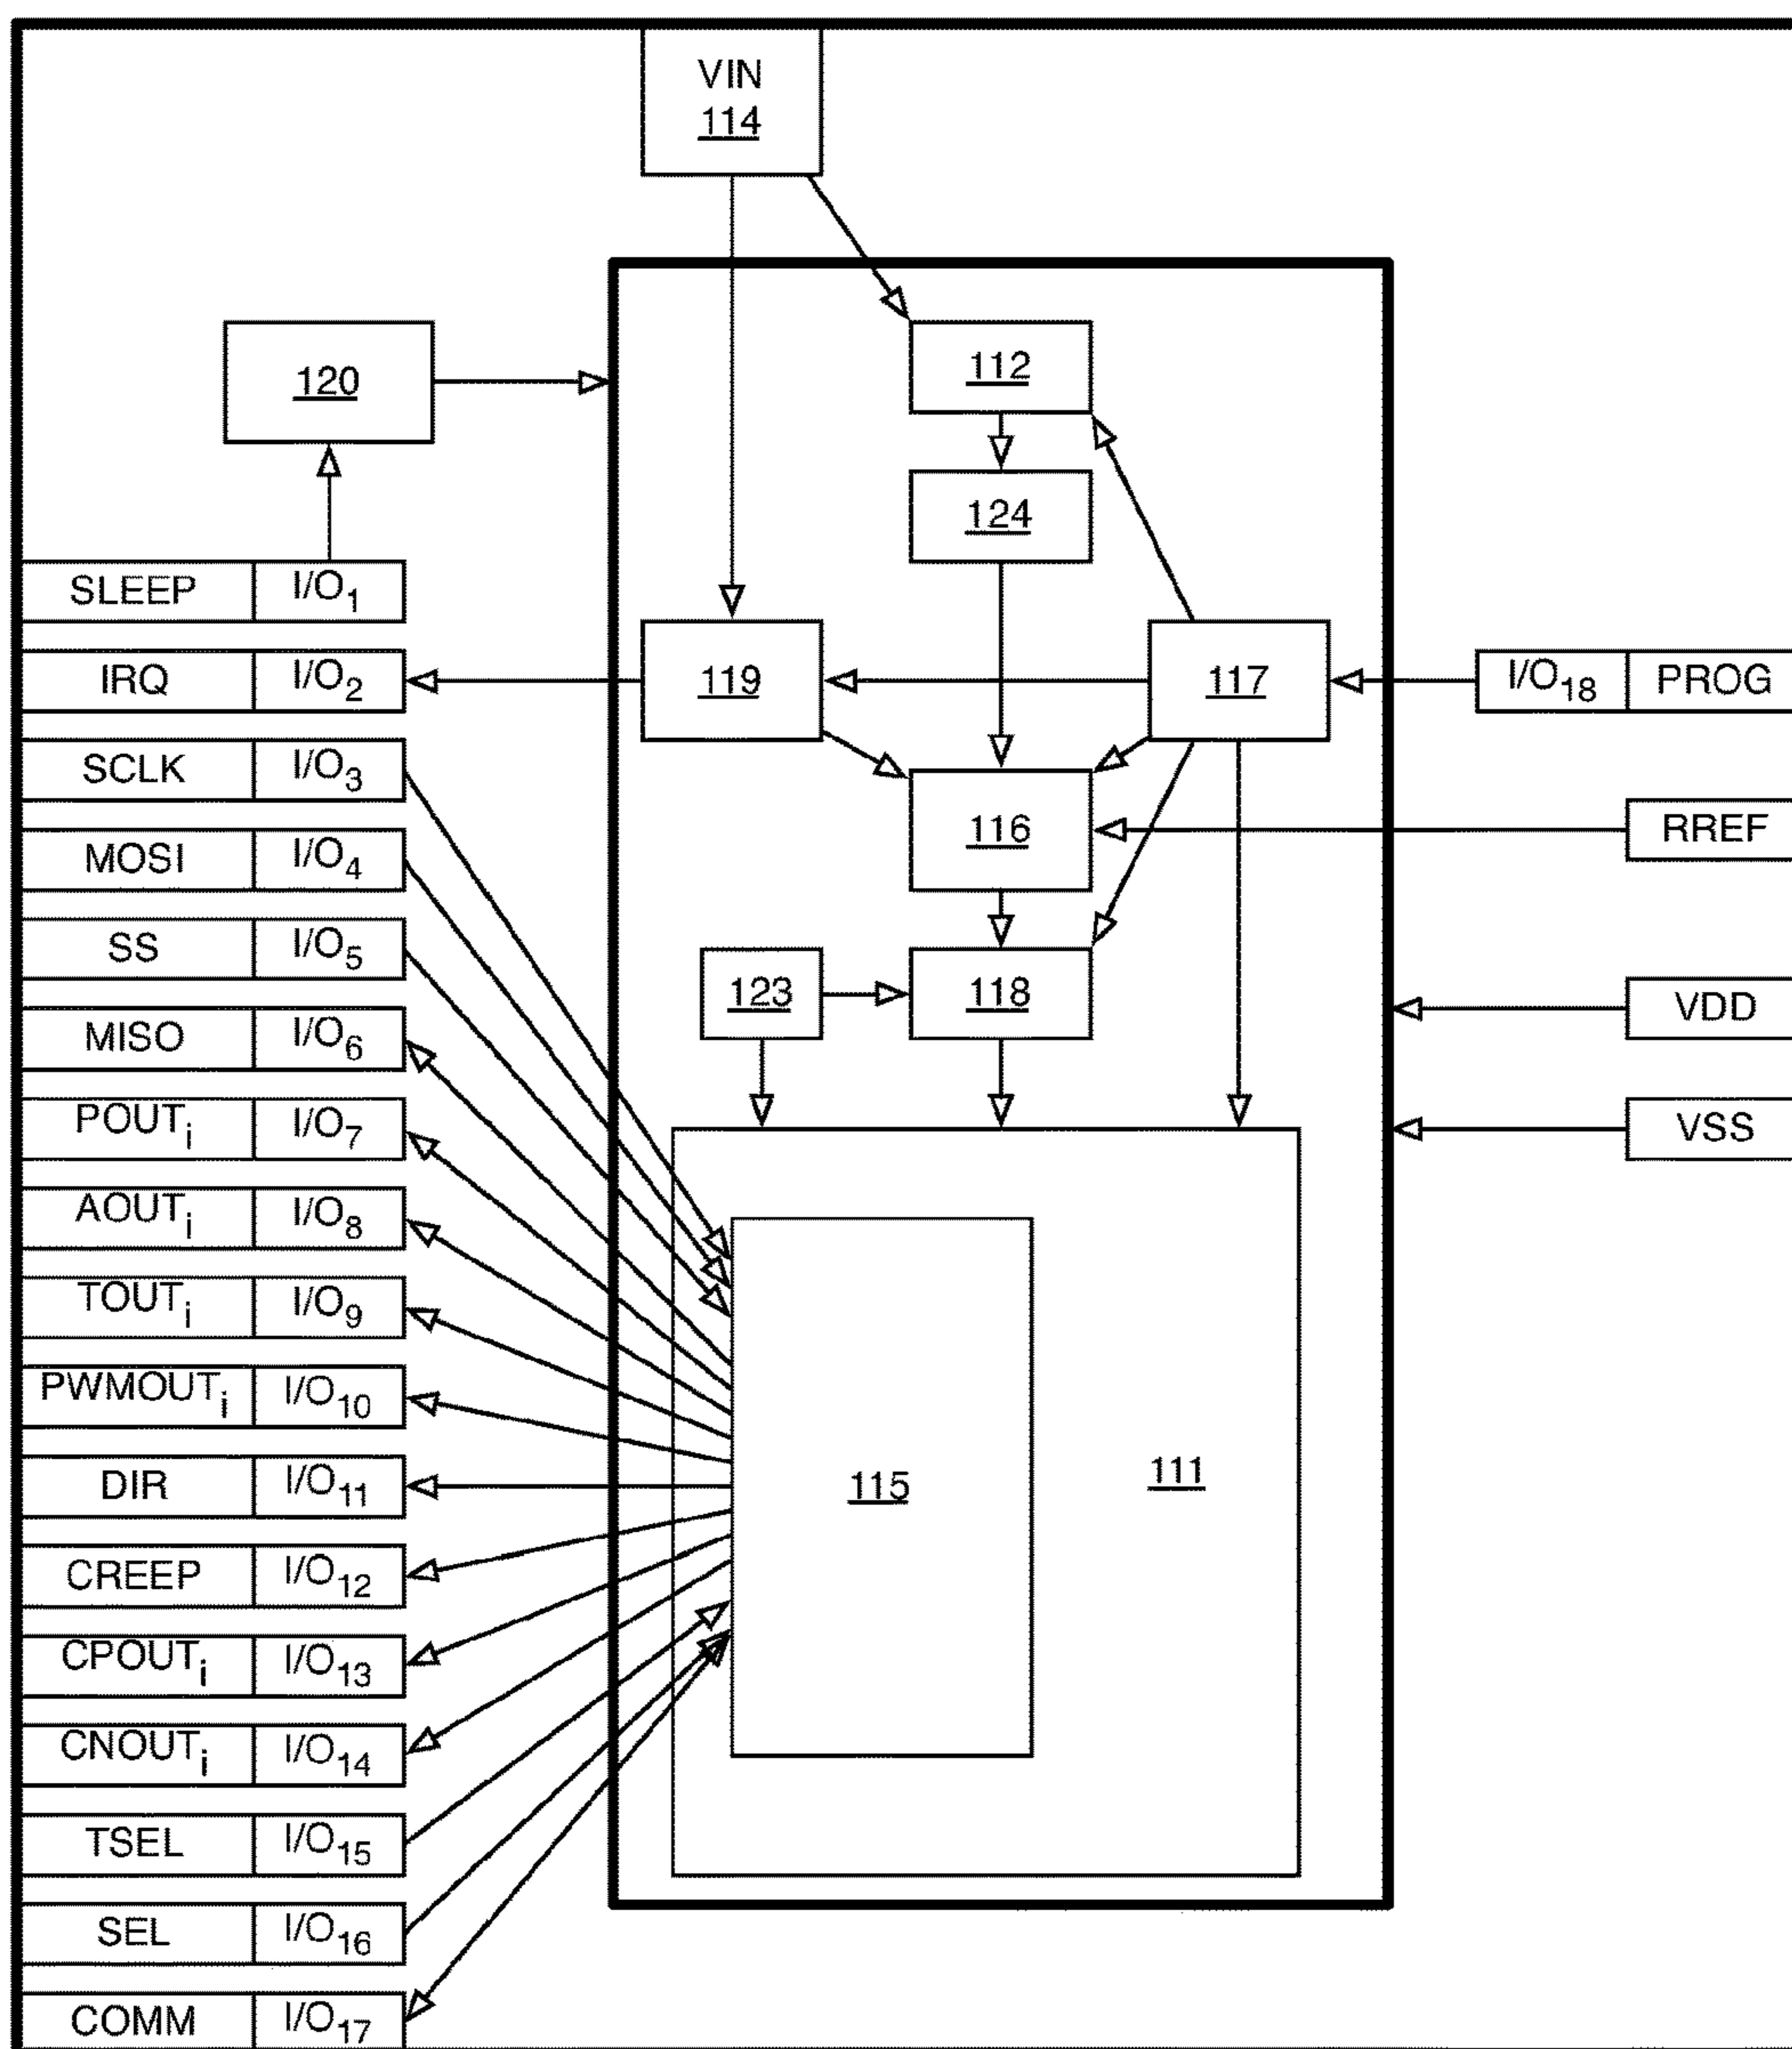 VIN
114
112
120
124
SLEEP I/O1
IRQ I/O2
119
117
I/O18 PROG
SCLK I/O3
MOSI I/O4
116
RREF
SS I/O5
123
118
MISO I/O6
VDD
POUTi I/O7
VSS
AOUTi I/O8
TOUTi I/O9
PWMOUTi I/O10
DIR I/O11
115
111
CREEP I/O12
CPOUTi I/O13
CNOUTi I/O14
TSEL I/O15
SEL I/O16
COMM I/O17